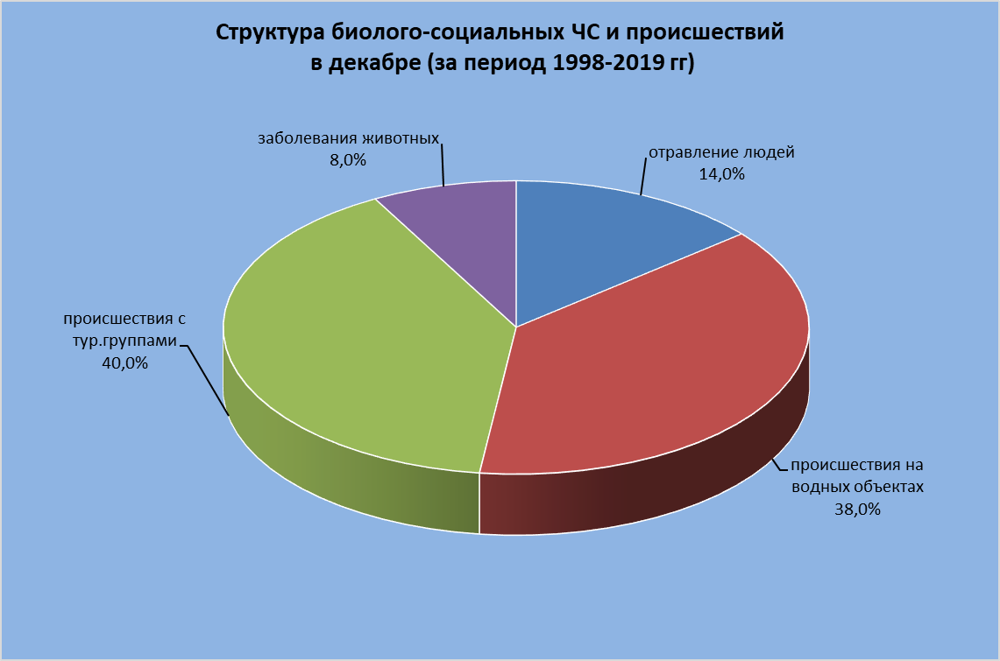 Структура биолого-социальных ЧС и происшествий
в декабре (за период 1998-2019 гг)
заболевания животных
8,0%
отравление людей
14,0%
происшествия с
тур.группами
40,0%
происшествия на
водных объектах
38,0%